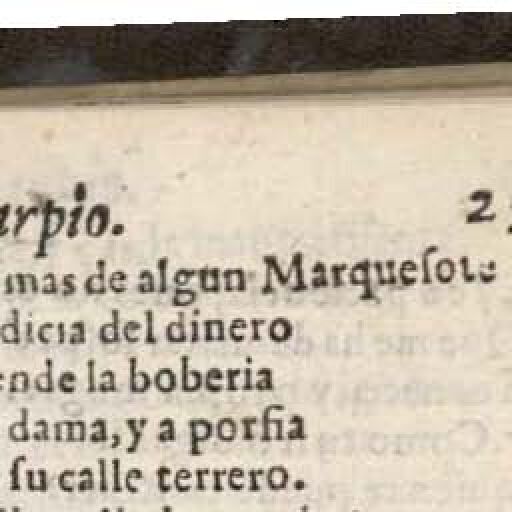 arpio. 2
mas de algun Marquesote
dicia del dinero
ende la boberia
dama, y a porfia
su calle terrero.